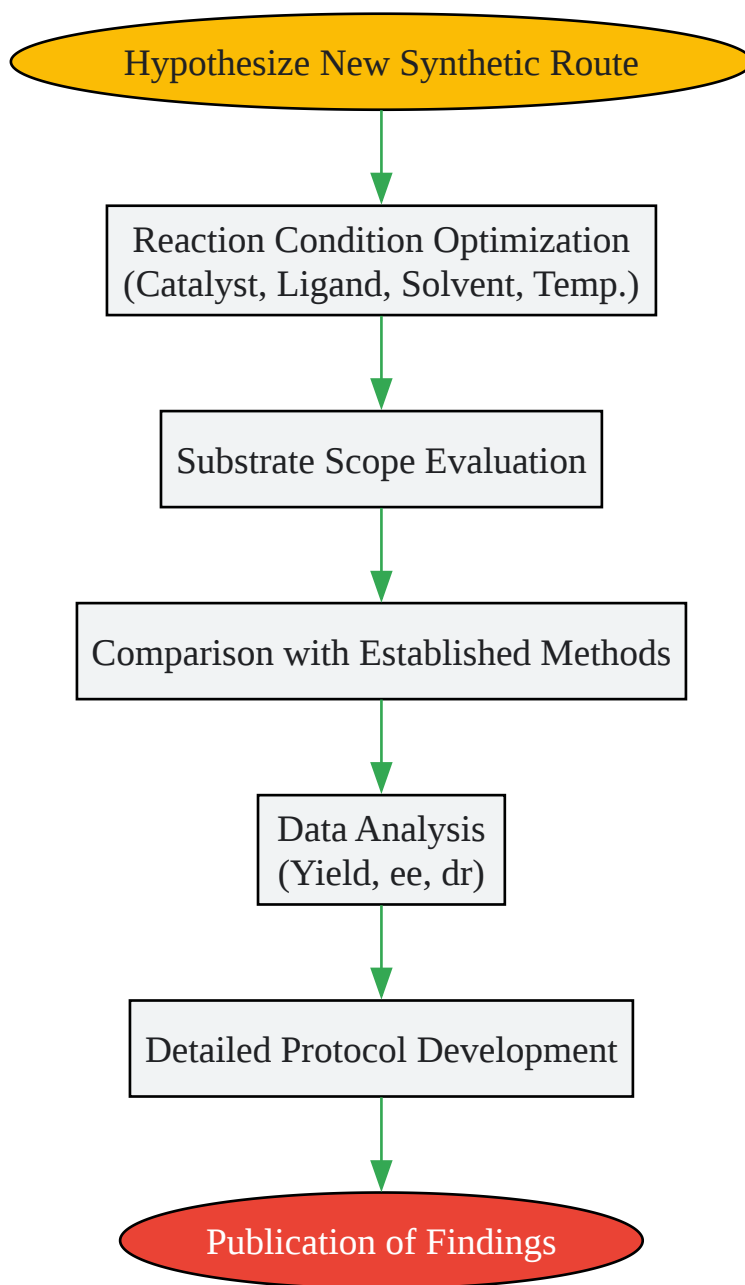 Hypothesize New Synthetic Route
Reaction Condition Optimization
(Catalyst, Ligand, Solvent, Temp.)
Substrate Scope Evaluation
Comparison with Established Methods
Data Analysis
(Yield, ee, dr)
Detailed Protocol Development
Publication of Findings